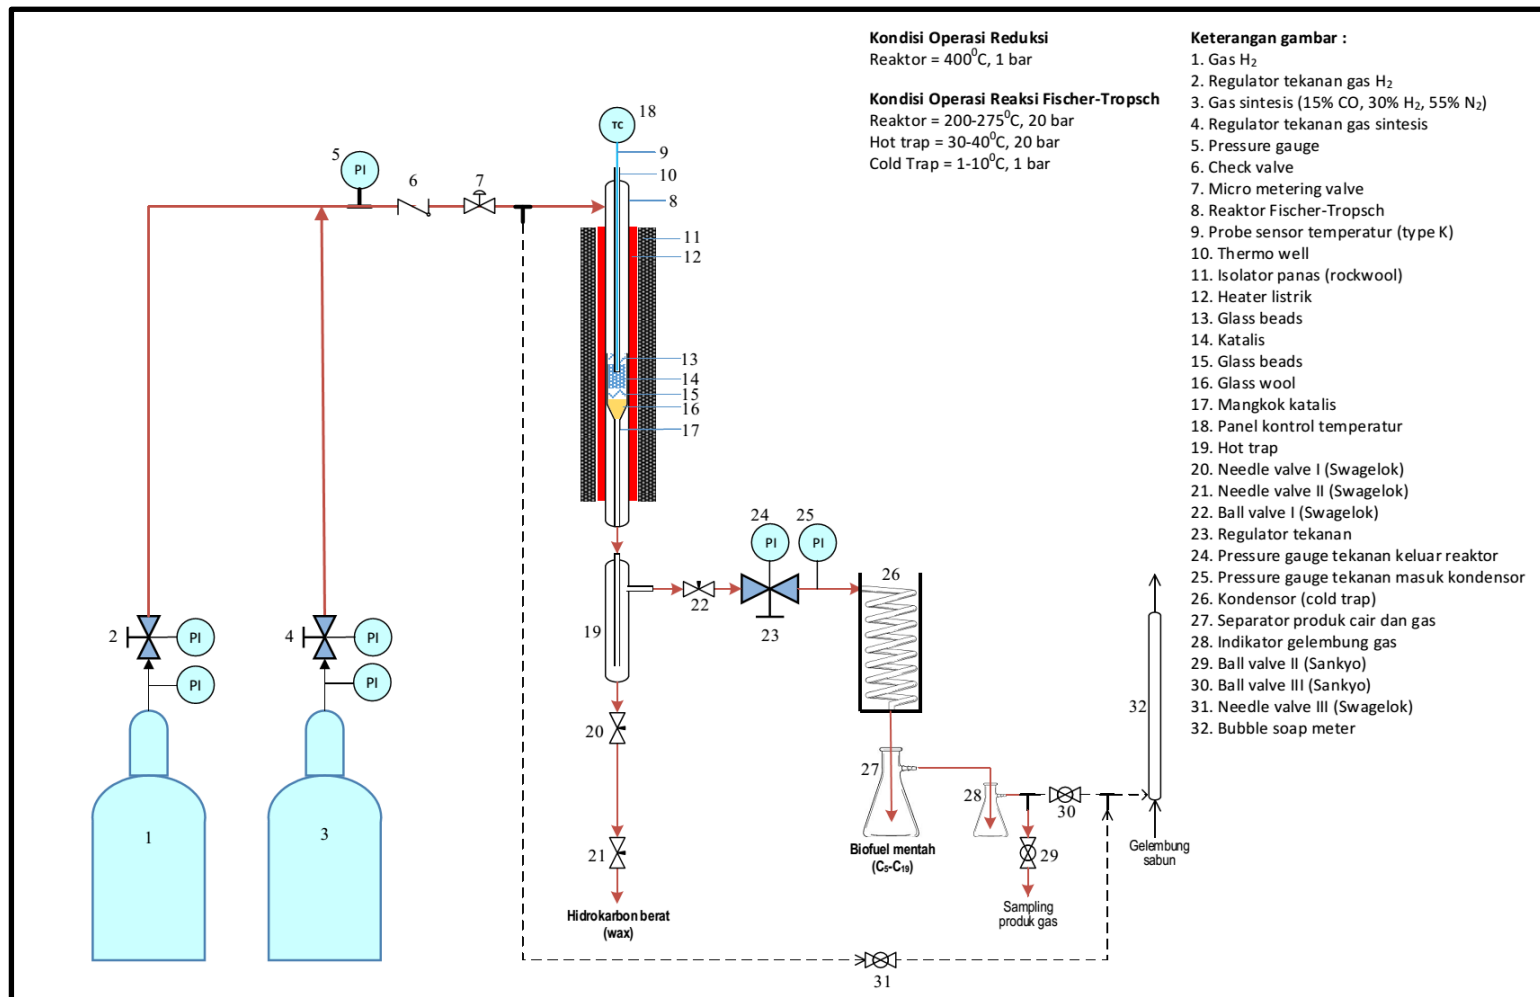 Kondisi Operasi Reduksi
Reaktor = 400⁰C, 1 bar
Kondisi Operasi Reaksi Fischer-Tropsch
Reaktor = 200-275⁰C, 20 bar
Hot trap = 30-40⁰C, 20 bar
Cold Trap = 1-10⁰C, 1 bar
Keterangan gambar :
1. Gas H₂
2. Regulator tekanan gas H₂
3. Gas sintesis (15% CO, 30% H₂, 55% N₂)
4. Regulator tekanan gas sintesis
5. Pressure gauge
6. Check valve
7. Micro metering valve
8. Reaktor Fischer-Tropsch
9. Probe sensor temperatur (type K)
10. Thermo well
11. Isolator panas (rockwool)
12. Heater listrik
13. Glass beads
14. Katalis
15. Glass beads
16. Glass wool
17. Mangkok katalis
18. Panel kontrol temperatur
19. Hot trap
20. Needle valve I (Swagelok)
21. Needle valve II (Swagelok)
22. Ball valve I (Swagelok)
23. Regulator tekanan
24. Pressure gauge tekanan keluar reaktor
25. Pressure gauge tekanan masuk kondensor
26. Kondensor (cold trap)
27. Separator produk cair dan gas
28. Indikator gelembung gas
29. Ball valve II (Sankyo)
30. Ball valve III (Sankyo)
31. Needle valve III (Swagelok)
32. Bubble soap meter
18
TC
5
PI
6
7
9
10
8
11
12
13
14
15
16
17
24
25
PI
PI
26
22
23
19
2
PI
PI
4
PI
PI
20
21
1
3
27
28
30
29
32
31
Biofuel mentah
(C₅-C₁₉)
Gelembung
sabun
Sampling
produk gas
Hidrokarbon berat
(wax)